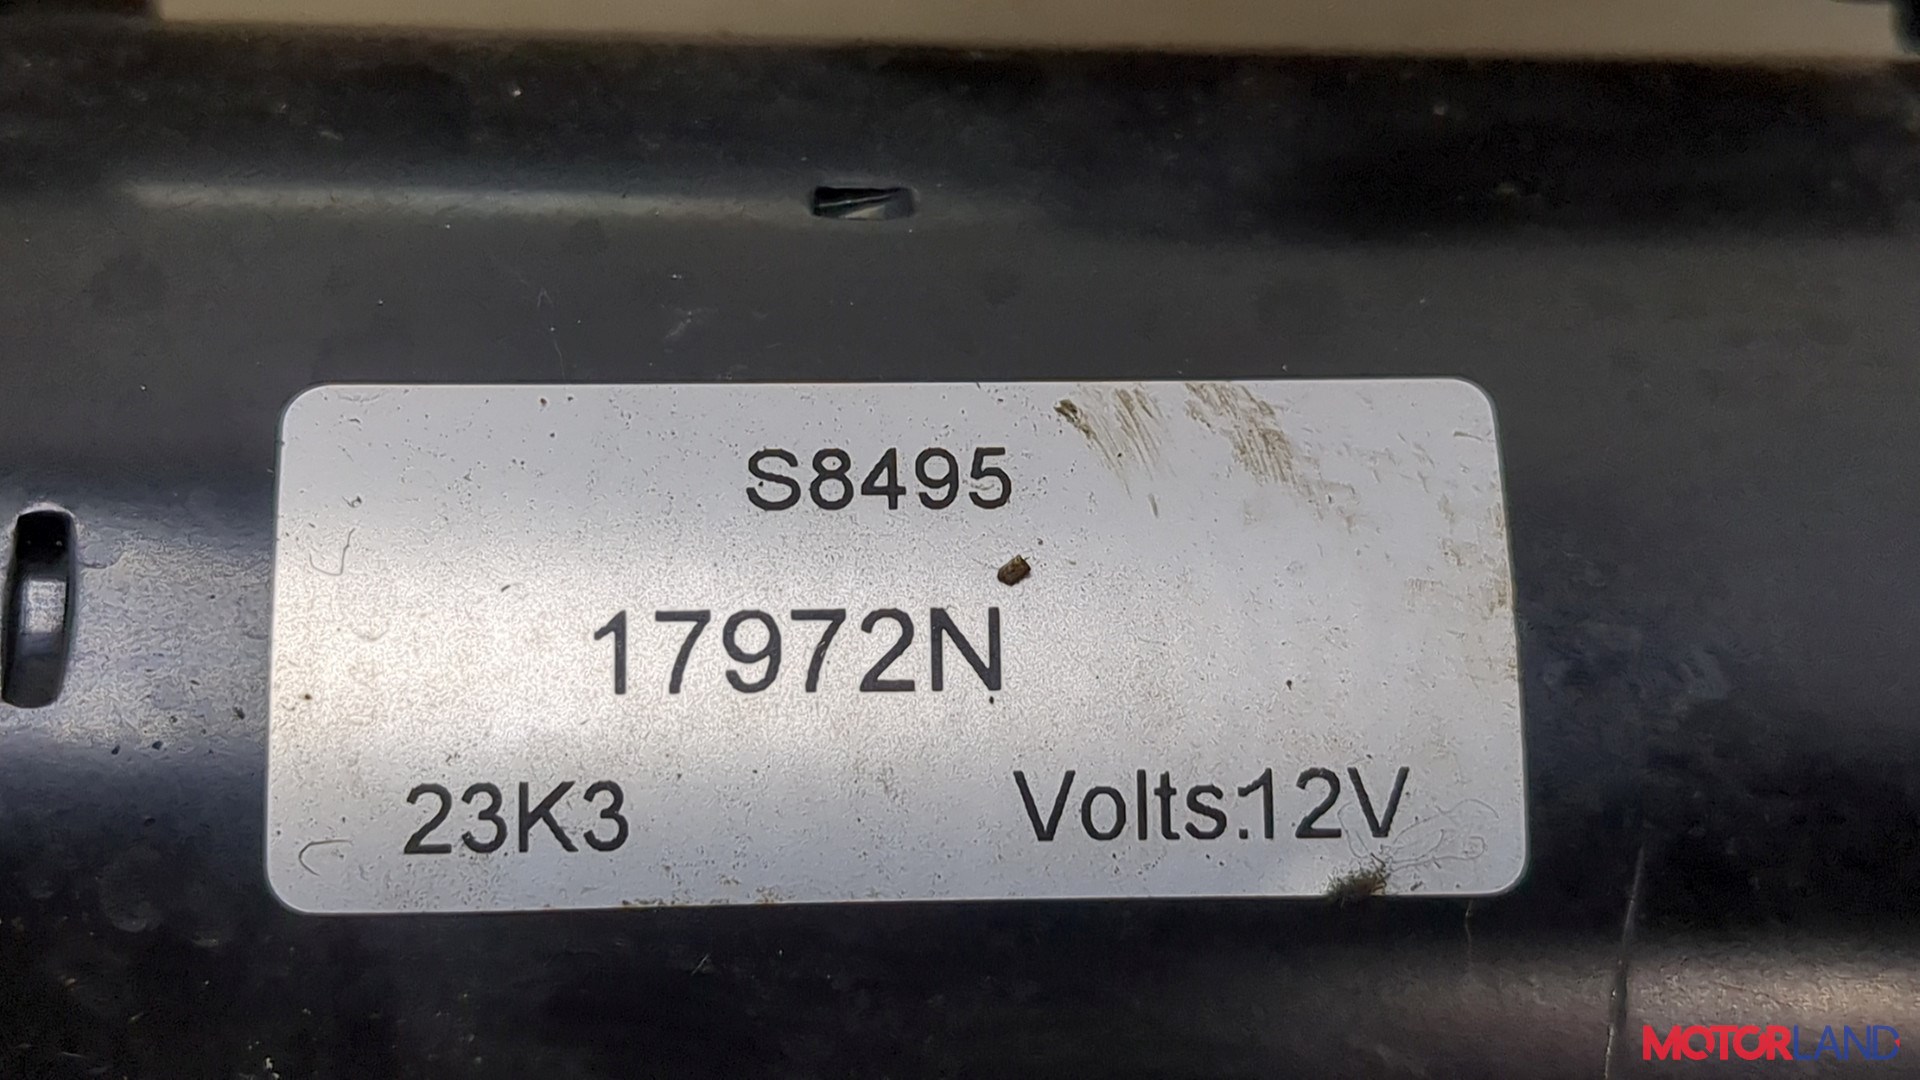 S8495
17972N
23K3 Volts:12V
MOTORLAND